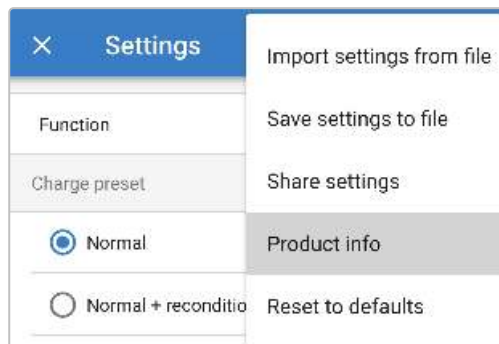 Settings
Function
Charge preset
Normal
Normal + reconditio
Import settings from file
Save settings to file
Share settings
Product info
Reset to defaults